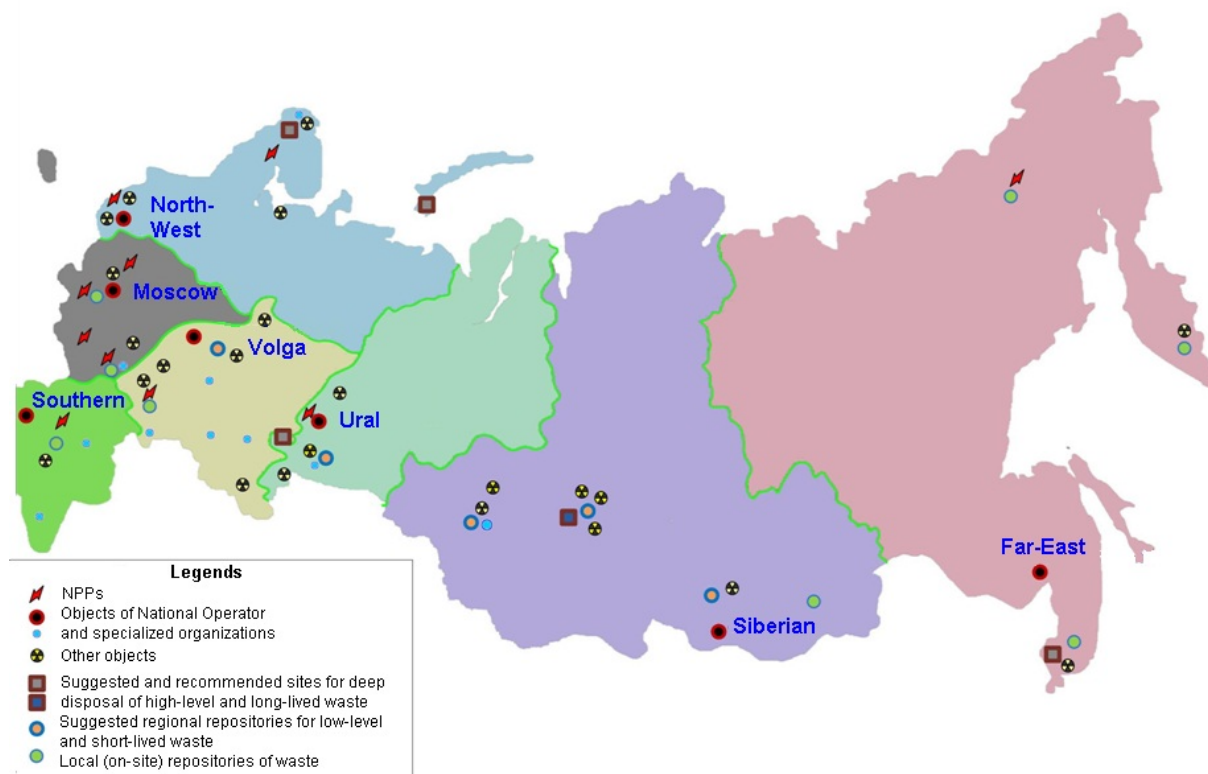 North-
West
Moscow
Volga
Southern
Ural
Far-East
Siberian
Legends
NPPs
Objects of National Operator
and specialized organizations
Other objects
Suggested and recommended sites for deep
disposal of high-level and long-lived waste
Suggested regional repositories for low-level
and short-lived waste
Local (on-site) repositories of waste